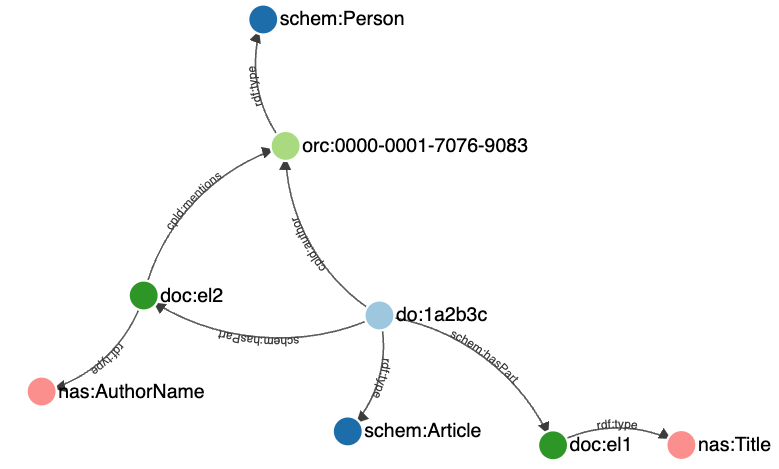 schem:Person
rdf:type
orc:0000-0001-7076-9083
cpld:mentions
cpld:author
doc:el2
do:1a2b3c
schem:hasPart
schem:hasPart
rdf:type
rdf:type
nas:AuthorName
schem:Article
rdf:type
doc:el1
nas:Title